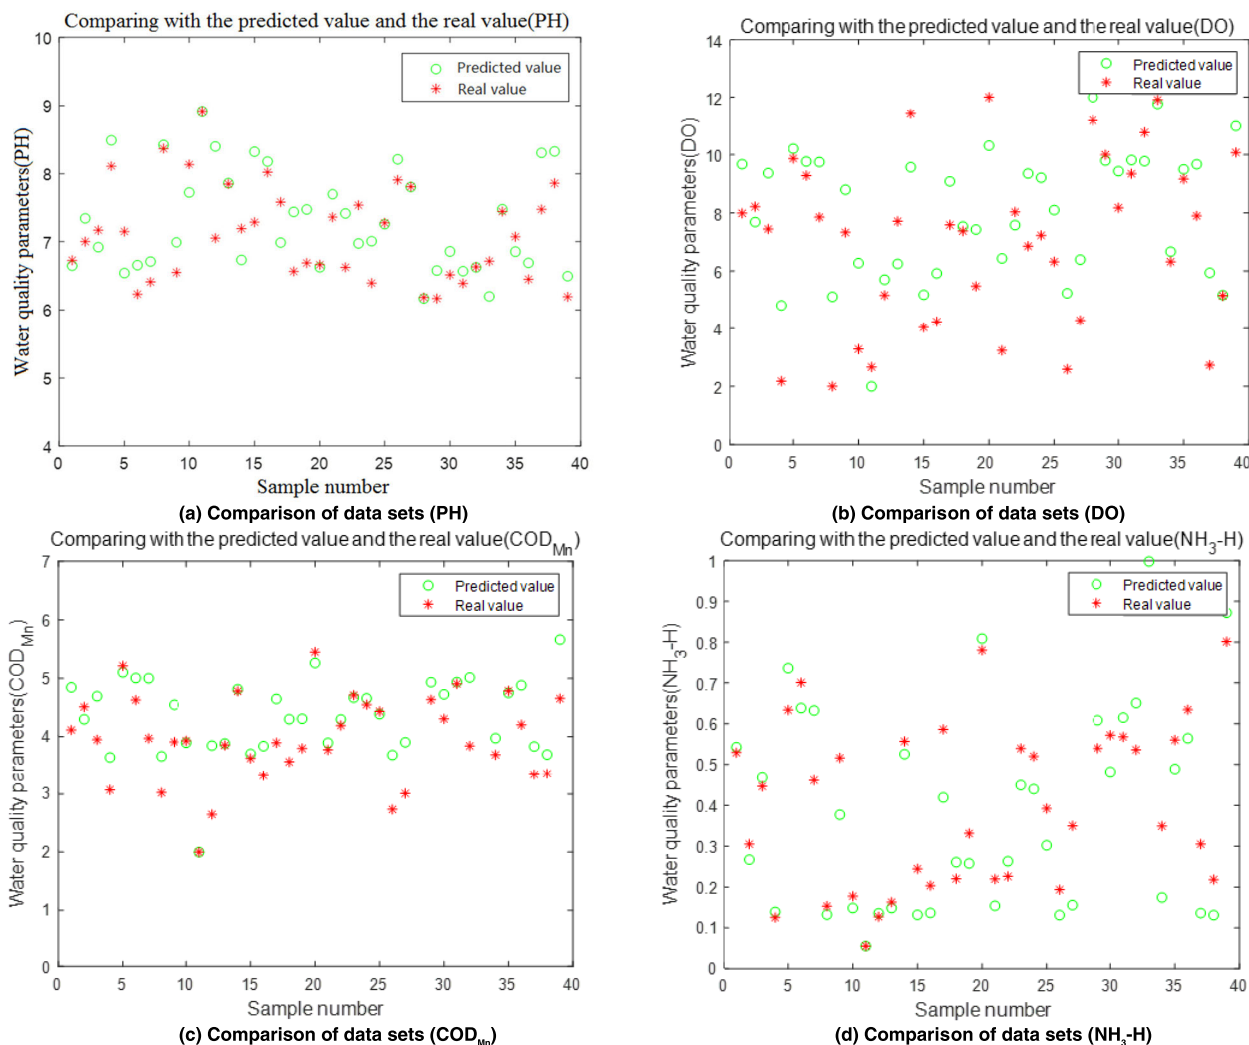 Comparing with the predicted value and the real value(PH)
10
9
8
7
6
5
4
Water quality parameters(PH)
Predicted value
Real value
0 5 10 15 20 25 30 35 40
Sample number
(a) Comparison of data sets (PH)
Comparing with the predicted value and the real value(DO)
14
12
10
8
6
4
2
0
Water quality parameters(DO)
Predicted value
Real value
0 5 10 15 20 25 30 35 40
Sample number
(b) Comparison of data sets (DO)
Comparing with the predicted value and the real value(COD_Mn)
7
6
5
4
3
2
1
0
Water quality parameters(COD_Mn)
Predicted value
Real value
0 5 10 15 20 25 30 35 40
Sample number
(c) Comparison of data sets (COD_Mn)
Comparing with the predicted value and the real value(NH_3-H)
1
0.9
0.8
0.7
0.6
0.5
0.4
0.3
0.2
0.1
0
Water quality parameters(NH_3-H)
Predicted value
Real value
0 5 10 15 20 25 30 35 40
Sample number
(d) Comparison of data sets (NH_3-H)